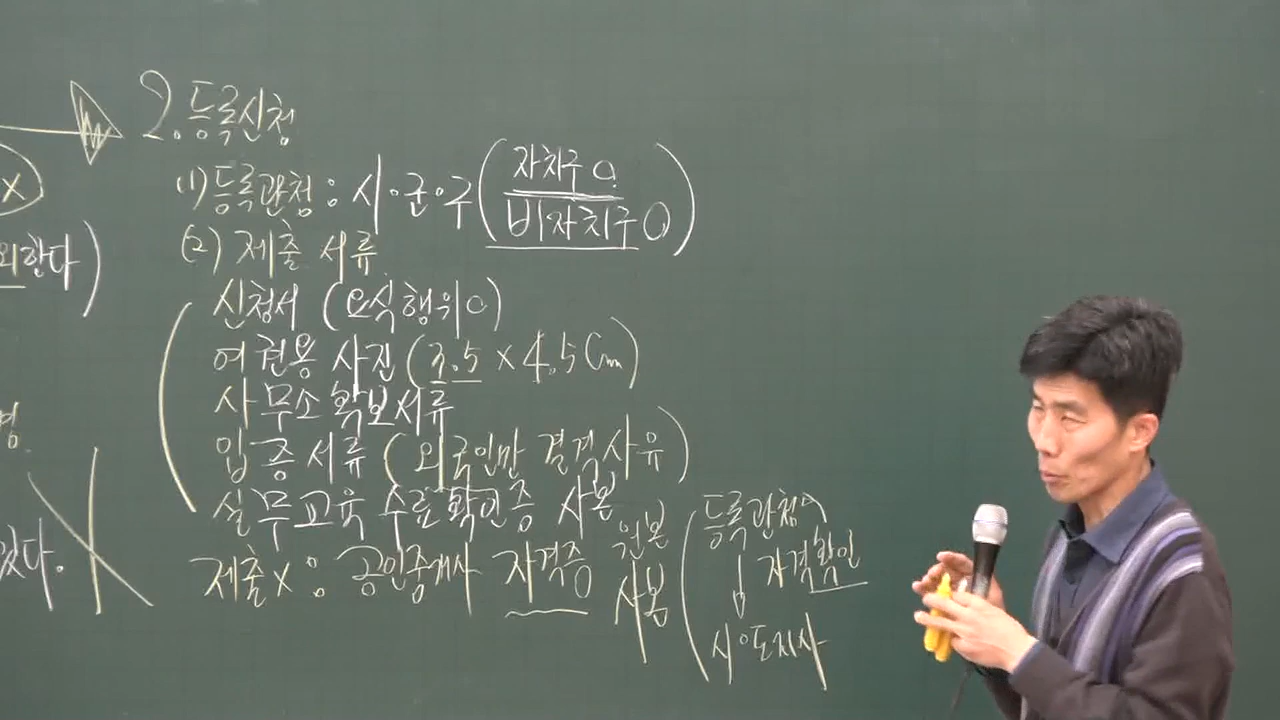 2. 등록신청
x
(1) 등록관청 : 시·군·구 ( 자치구 O
비자치구 O )
외한다 )
(2) 제출 서류
신청서 (요식행위 O)
여권용 사진 (3.5 × 4.5 Cm)
사무소 확보서류
입증서류 (외국인만 결격사유)
실무교육 수료확인증 사본
제출 x : 공인중개사 자격증
원본
사본
등록관청
↓ 자격확인
시·도지사
있다.